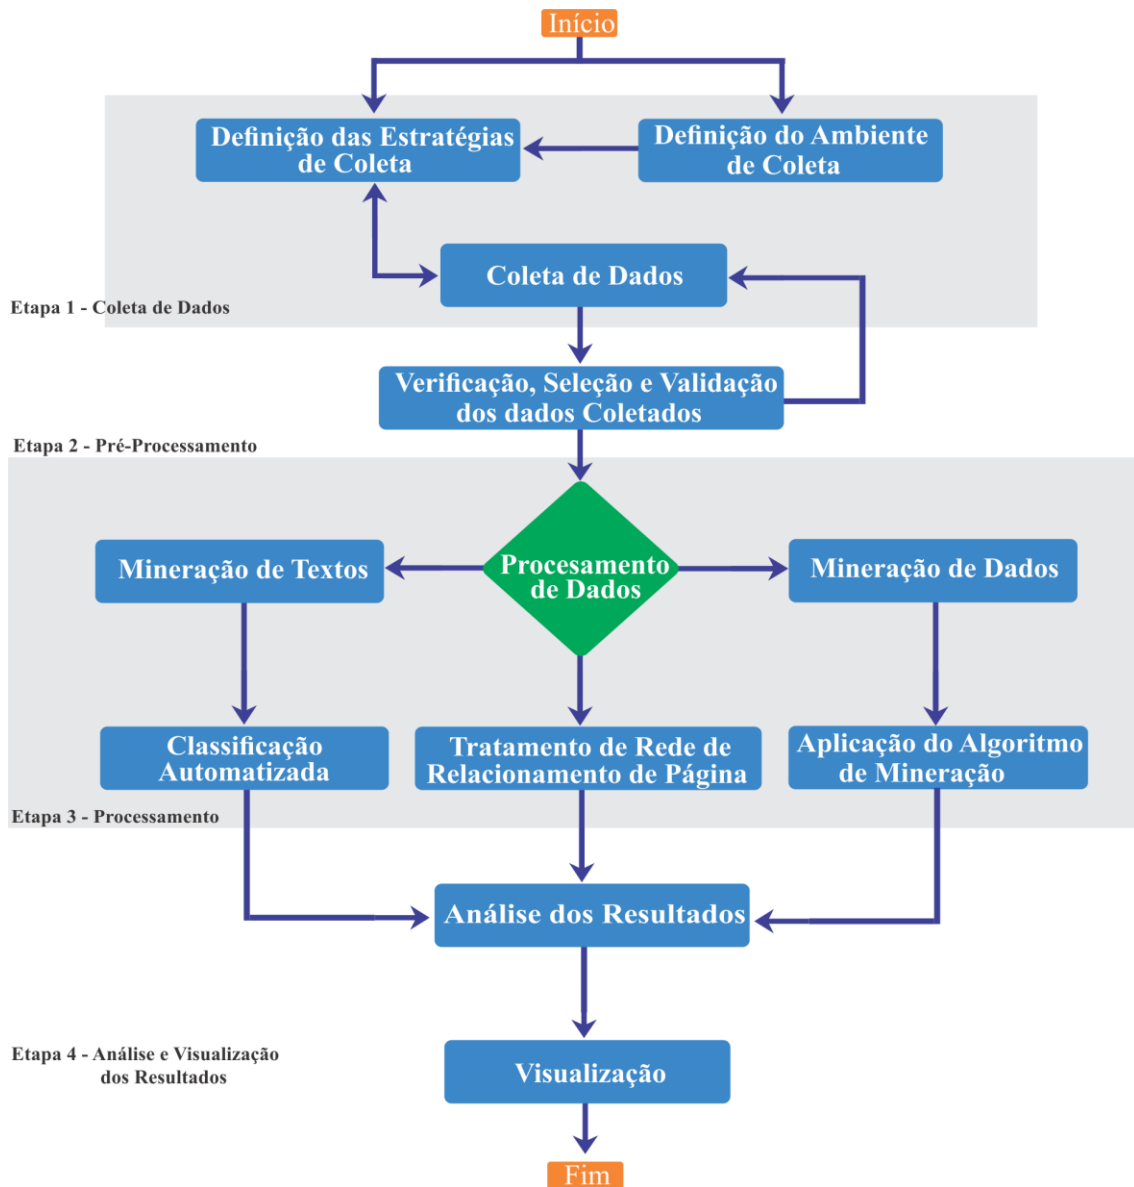 Início
Definição das Estratégias
de Coleta
Definição do Ambiente
de Coleta
Coleta de Dados
Etapa 1 - Coleta de Dados
Verificação, Seleção e Validação
dos dados Coletados
Etapa 2 - Pré-Processamento
Mineração de Textos
Procesamento
de Dados
Mineração de Dados
Classificação
Automatizada
Tratamento de Rede de
Relacionamento de Página
Aplicação do Algoritmo
de Mineração
Etapa 3 - Processamento
Análise dos Resultados
Etapa 4 - Análise e Visualização
dos Resultados
Visualização
Fim